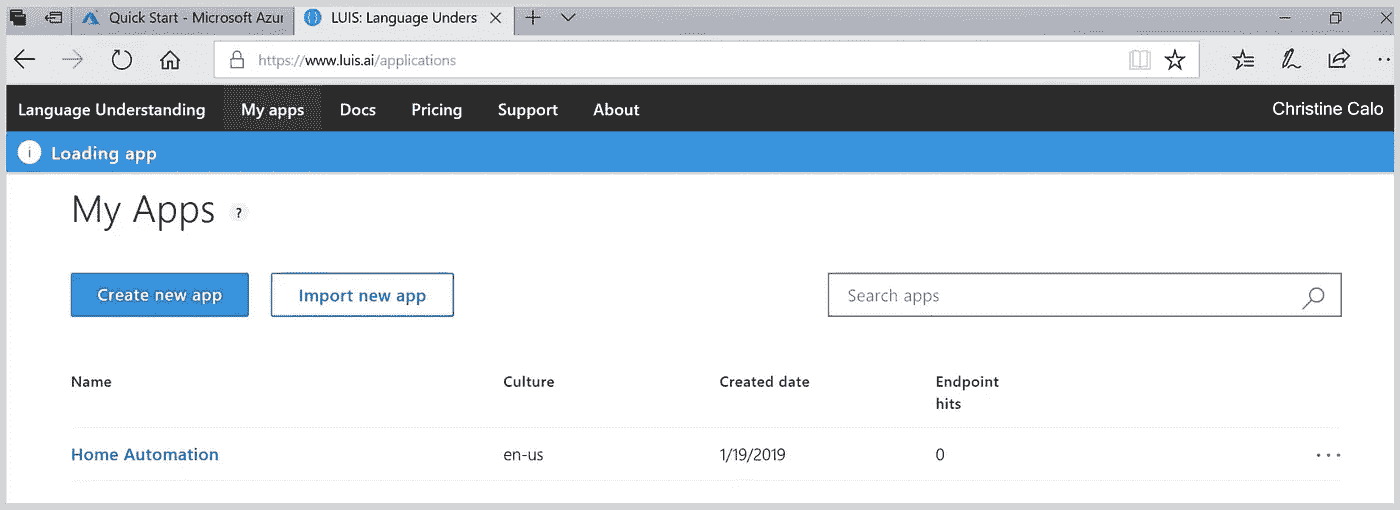 Quick Start - Microsoft Azur
LUIS: Language Unders
https://www.luis.ai/applications
Language Understanding My apps Docs Pricing Support About Christine Calo
i Loading app
My Apps ?
Create new app Import new app Search apps
Name Culture Created date Endpoint hits
Home Automation en-us 1/19/2019 0 ...